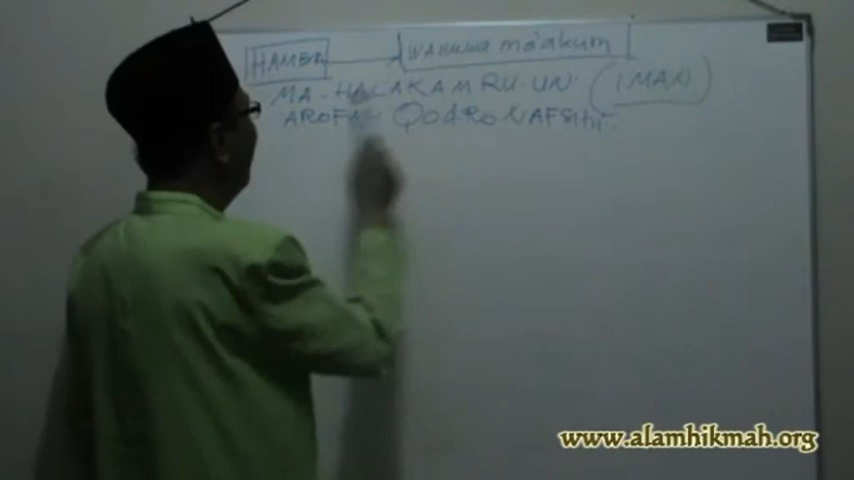 HAMBA WAHUWA ma'akum
MA. HALAKAMRU.UN (IMAN)
AROFAH QodRo NAFSIhi
www.alamhikmah.org